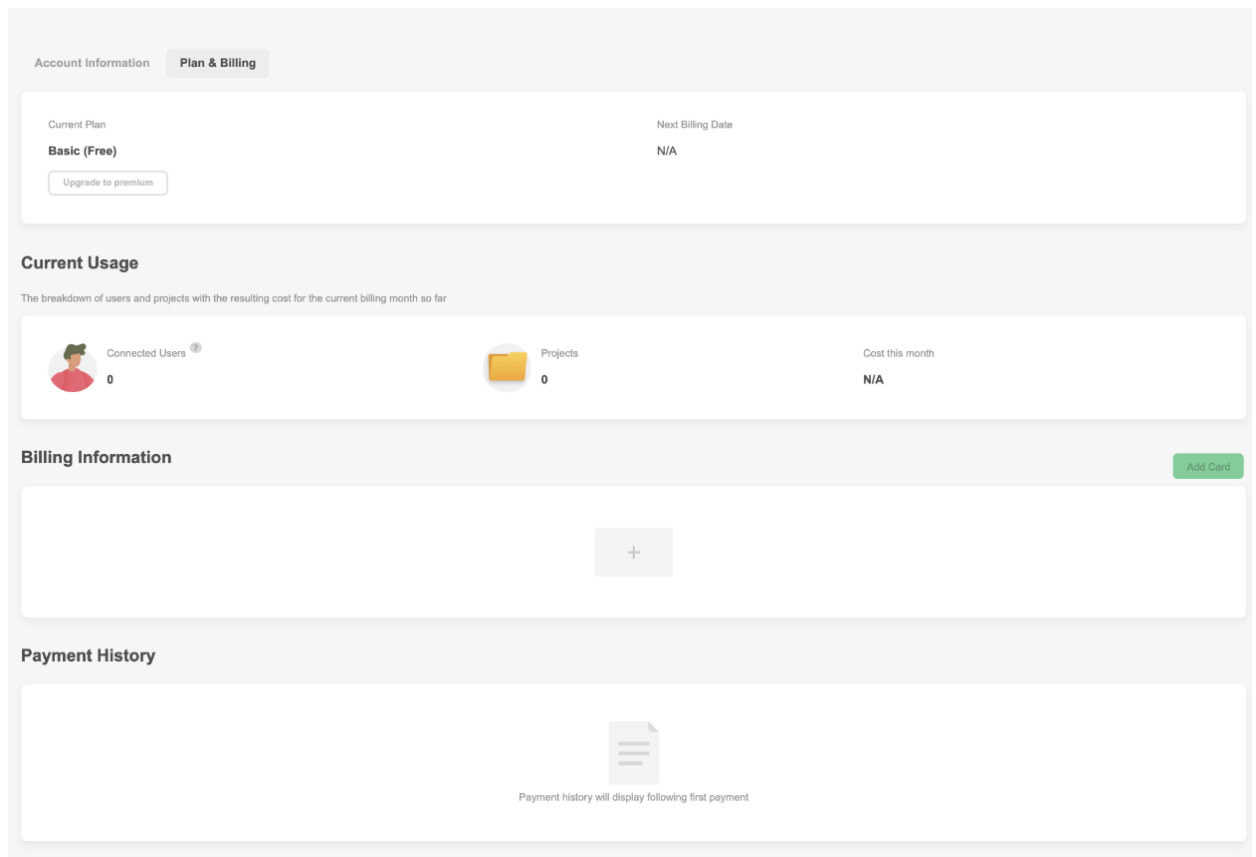 Account Information
Plan & Billing
Current Plan
Next Billing Date
Basic (Free)
N/A
Upgrade to premium
Current Usage
The breakdown of users and projects with the resulting cost for the current billing month so far
Connected Users ?
Projects
Cost this month
0
0
N/A
Billing Information
Add Card
+
Payment History
Payment history will display following first payment